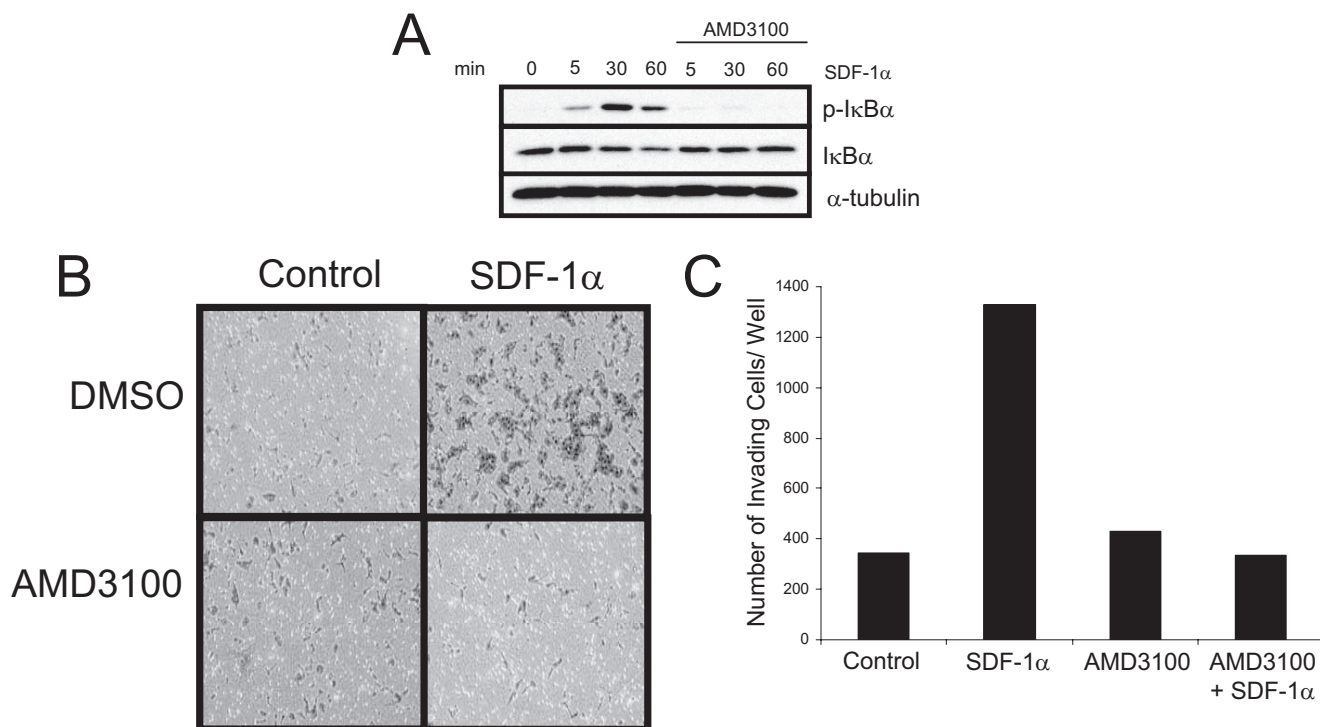 A
AMD3100
min 0 5 30 60 5 30 60 SDF-1α
p-IκBα
IκBα
α-tubulin
B
Control SDF-1α
DMSO
AMD3100
C
Number of Invading Cells/ Well
1400
1200
1000
800
600
400
200
0
Control SDF-1α AMD3100 AMD3100
+ SDF-1α